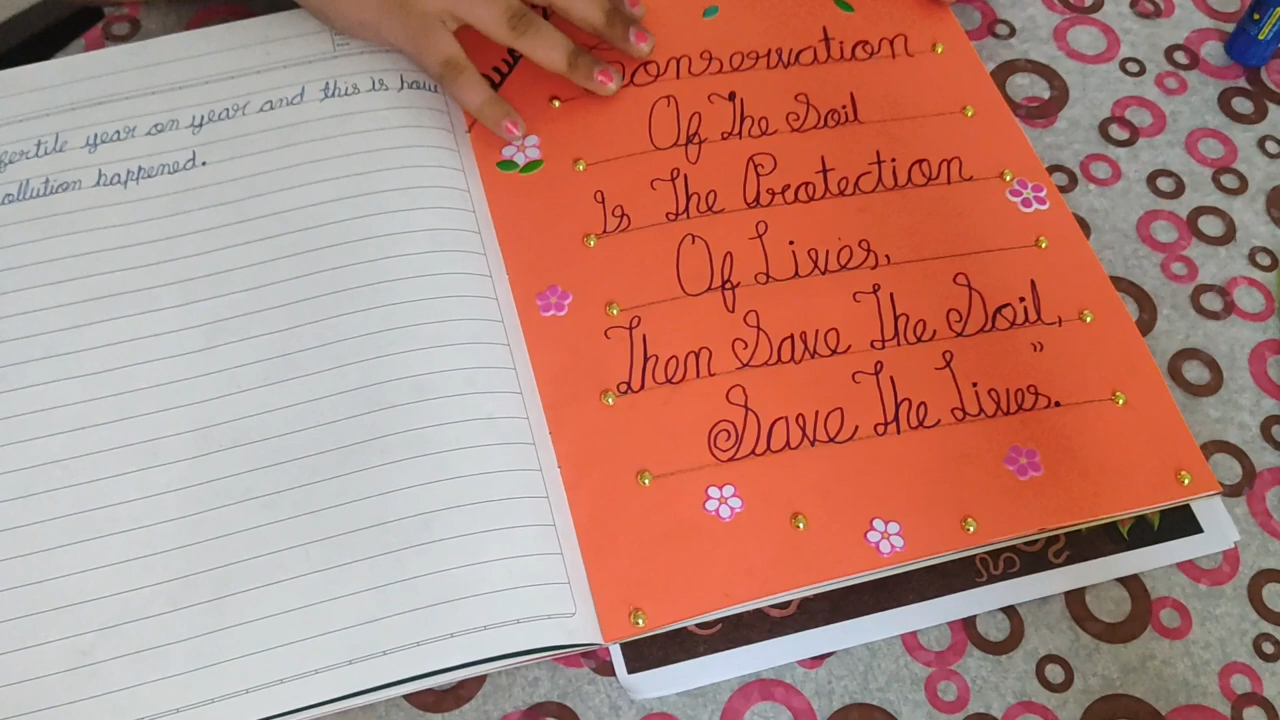 fertile year on year and this is how
ollution happened.
Conservation
Of The Soil
Is The Protection
Of Lives,
Then Save The Soil,
Save The Lives."